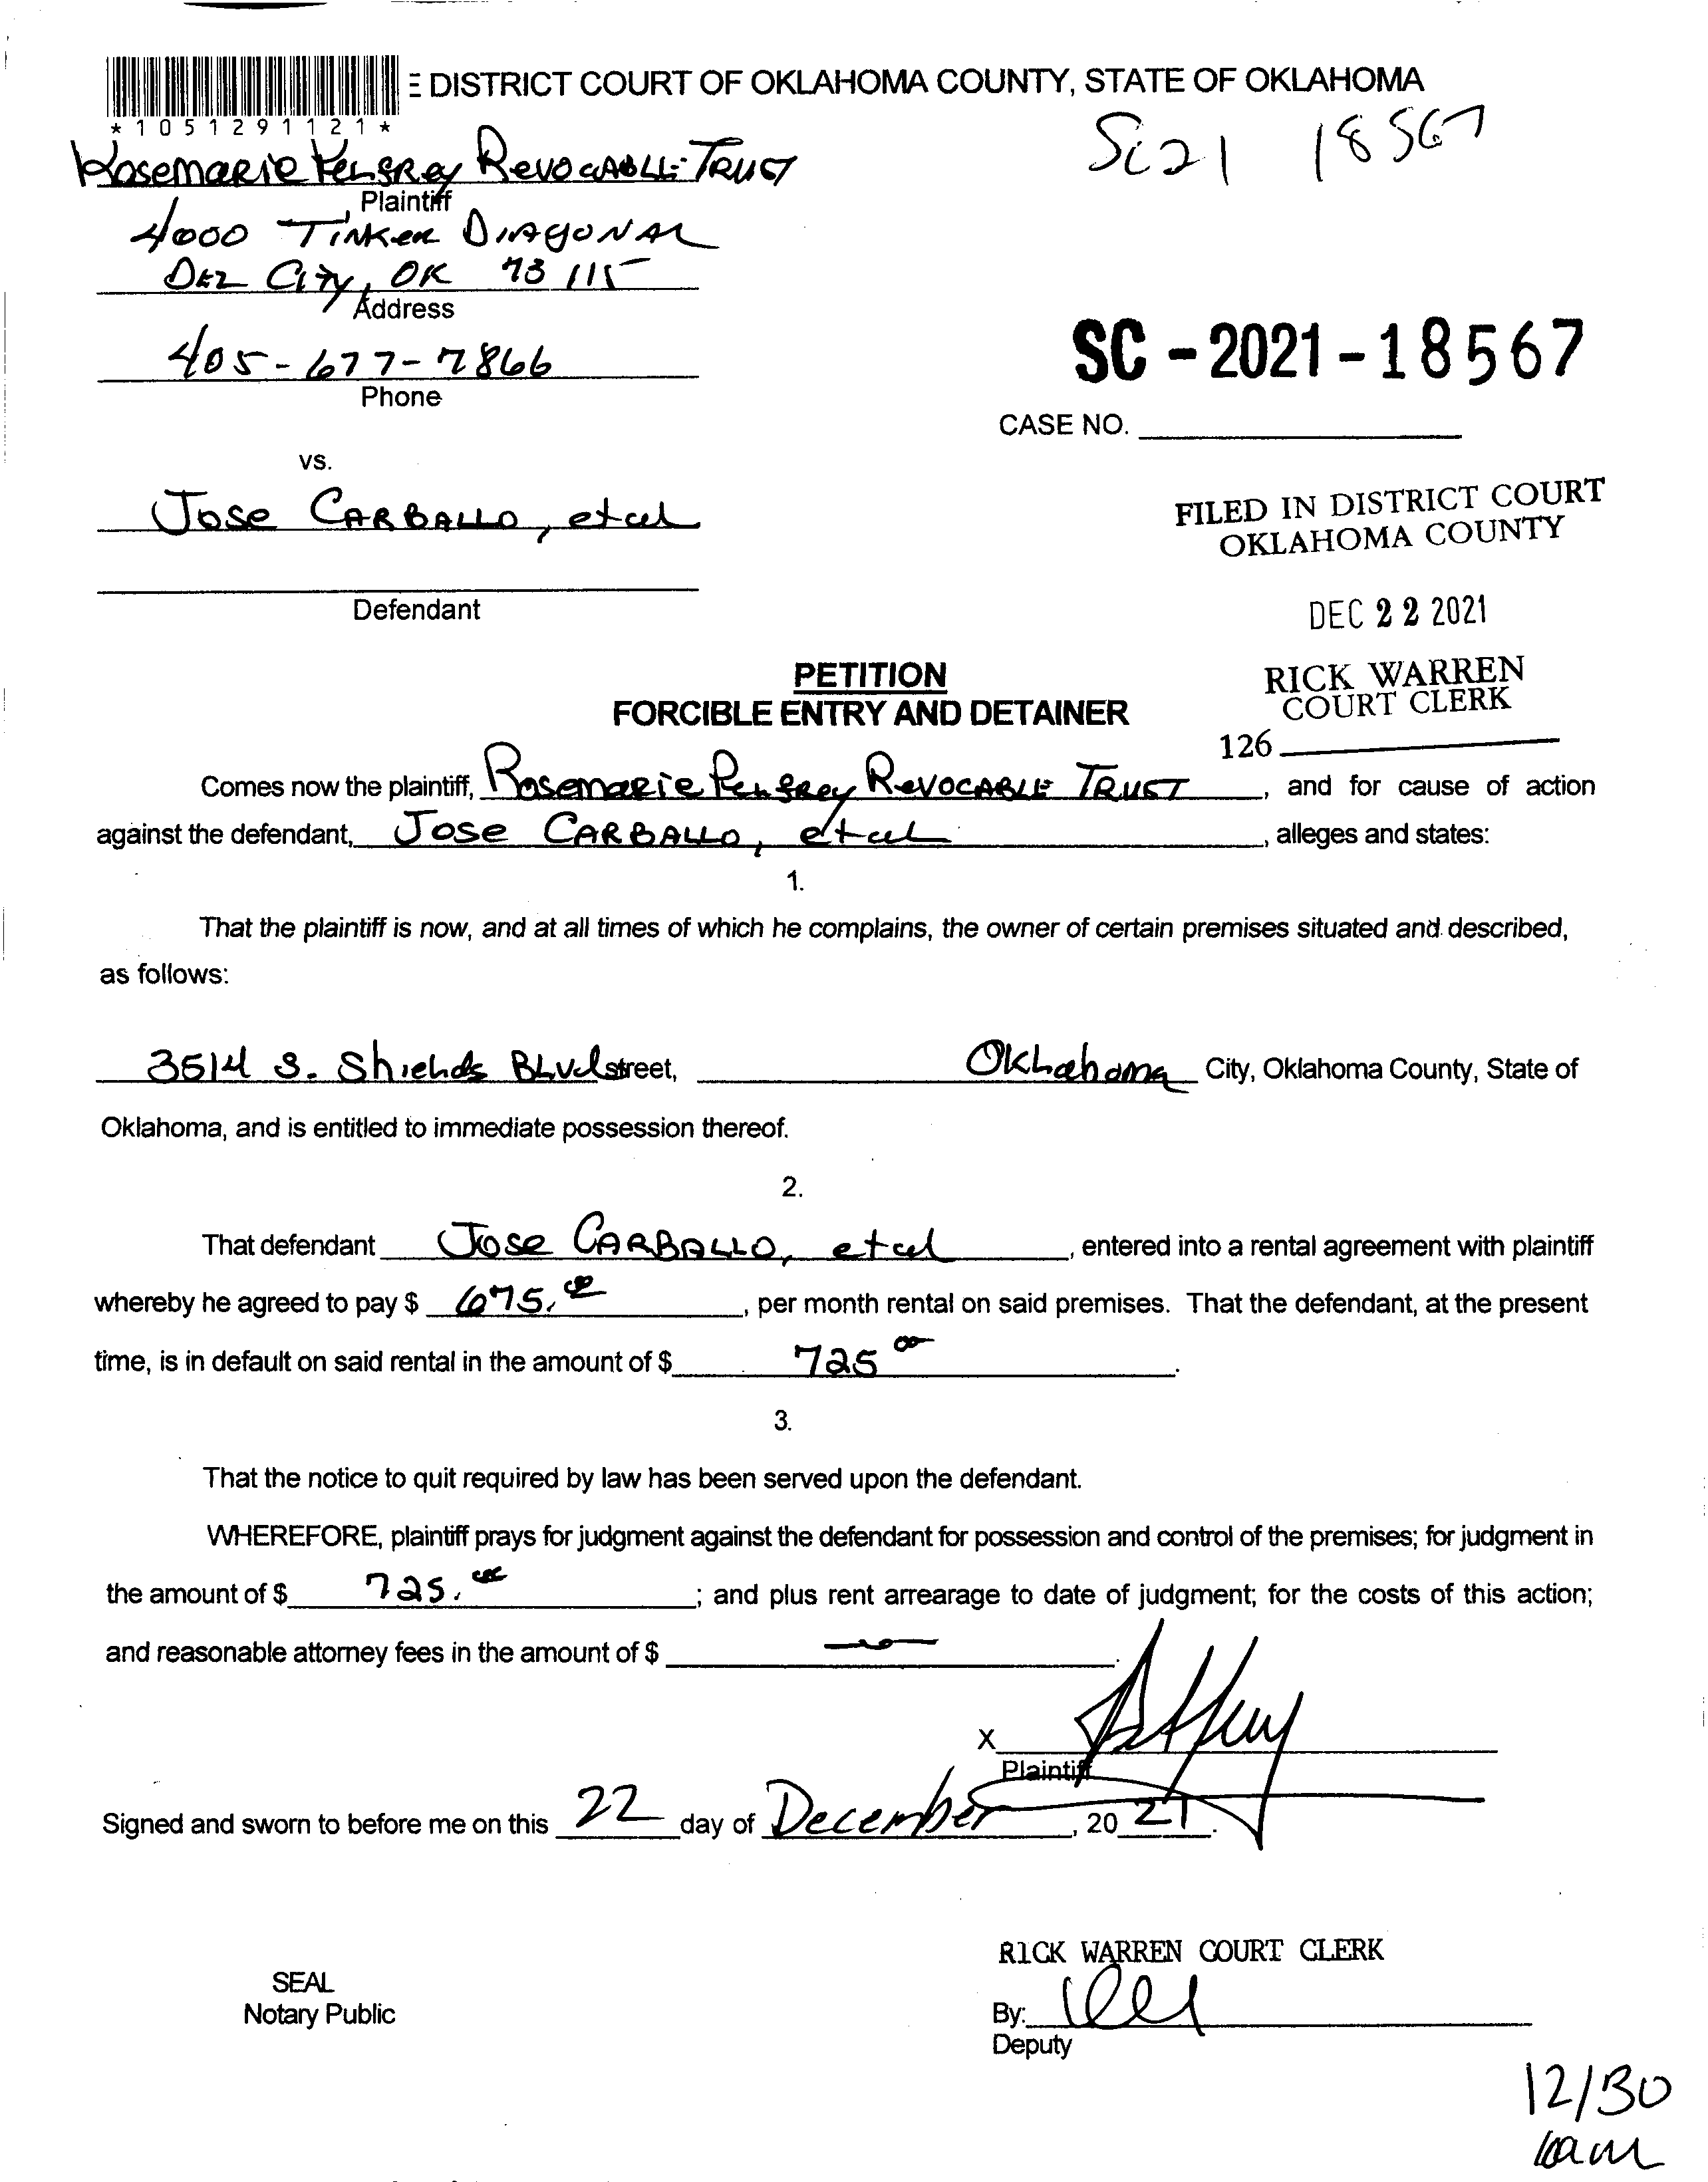 DISTRICT COURT OF OKLAHOMA COUNTY, STATE OF OKLAHOMA
*1051291121*
SC21 18567
Rosemarie Revocable Trust
Plaintiff
4000 Tinker Diagonal
Del City, OK 73115
Address
405-677-7866
Phone
SC-2021-18567
CASE NO.
vs.
Jose Carballo, et al
Defendant
FILED IN DISTRICT COURT
OKLAHOMA COUNTY
DEC 22 2021
RICK WARREN
COURT CLERK
126
PETITION
FORCIBLE ENTRY AND DETAINER
Comes now the plaintiff, Rosemarie Revocable Trust, and for cause of action
against the defendant, Jose Carballo, et al, alleges and states:
1.
That the plaintiff is now, and at all times of which he complains, the owner of certain premises situated and described,
as follows:
3514 S. Shields Blvd street, Oklahoma City, Oklahoma County, State of
Oklahoma, and is entitled to immediate possession thereof.
2.
That defendant Jose Carballo, et al, entered into a rental agreement with plaintiff
whereby he agreed to pay $ 675.00, per month rental on said premises. That the defendant, at the present
time, is in default on said rental in the amount of $ 725 00.
3.
That the notice to quit required by law has been served upon the defendant.
WHEREFORE, plaintiff prays for judgment against the defendant for possession and control of the premises; for judgment in
the amount of $ 725.00; and plus rent arrearage to date of judgment; for the costs of this action;
and reasonable attorney fees in the amount of $ -0-.
X
Plaintiff
Signed and sworn to before me on this 22 day of December, 20 21.
RICK WARREN COURT CLERK
SEAL
Notary Public
By:
Deputy
12/30